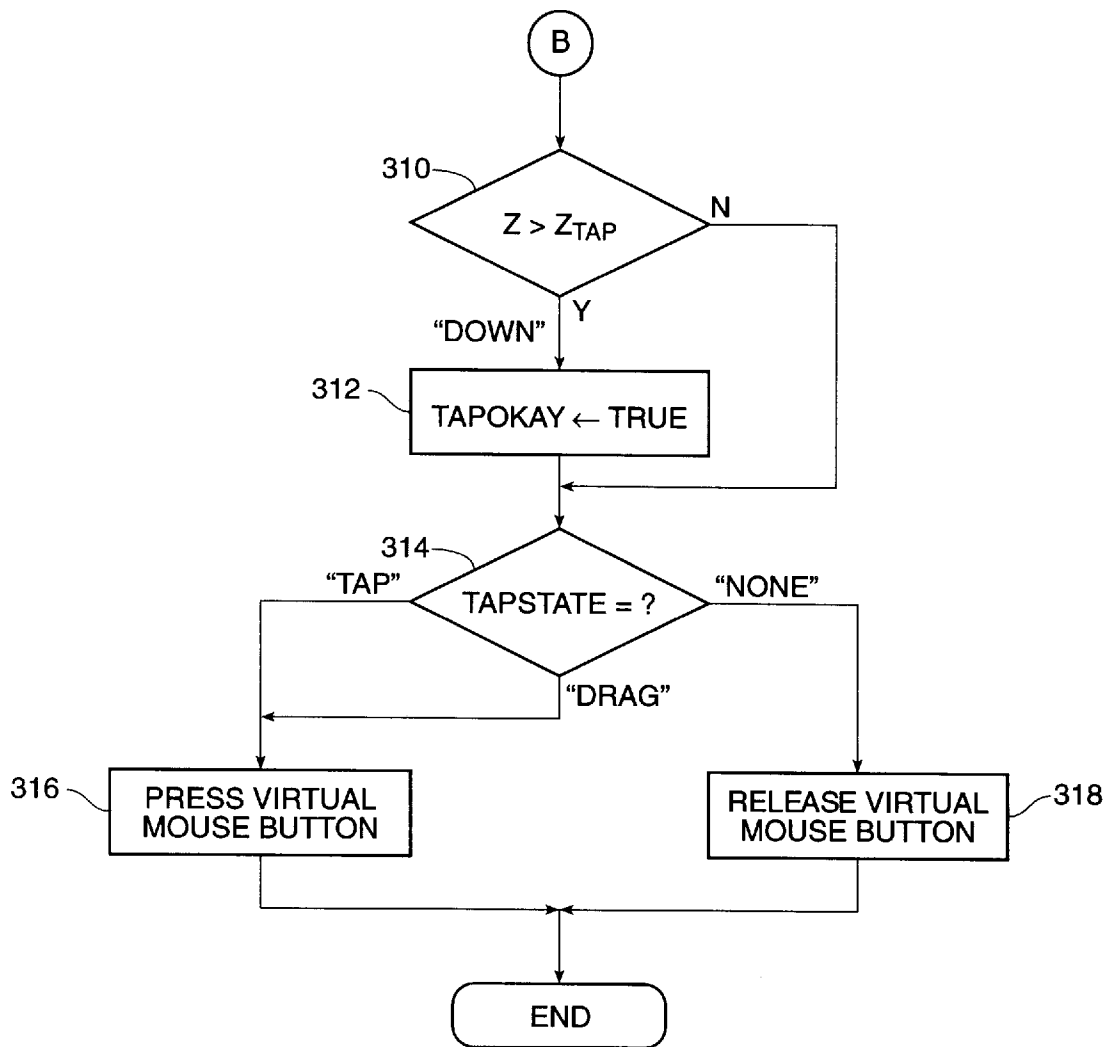 B
310
Z > Z_TAP
N
Y
“DOWN”
312
TAPOKAY ← TRUE
314
“TAP”
TAPSTATE = ?
“NONE”
“DRAG”
316
PRESS VIRTUAL
MOUSE BUTTON
RELEASE VIRTUAL
MOUSE BUTTON
318
END